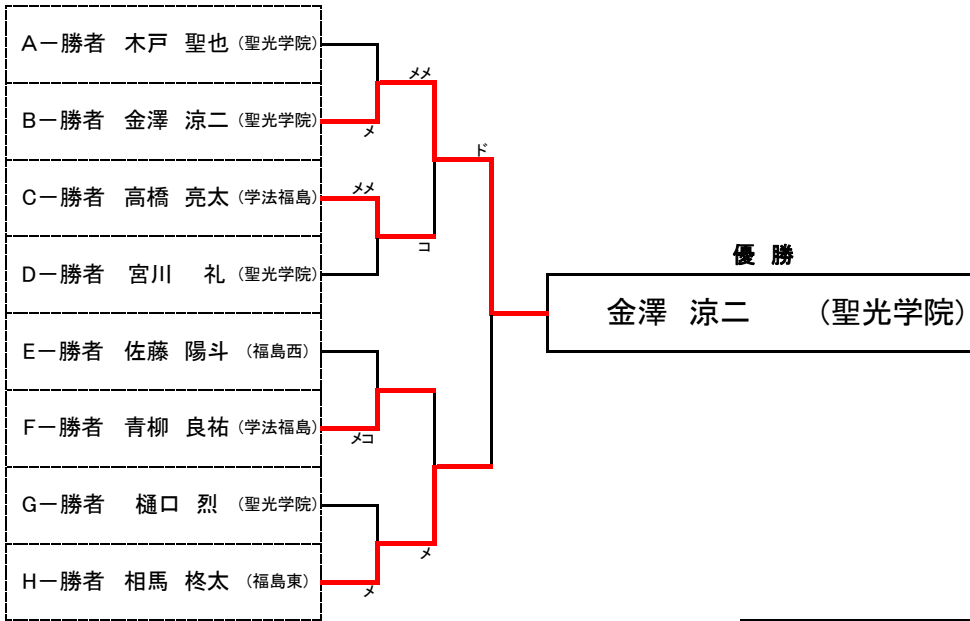 A－勝者 木戸 聖也 (聖光学院)
メメ
B－勝者 金澤 涼二 (聖光学院)
メ
ド
C－勝者 高橋 亮太 (学法福島)
メメ
コ
D－勝者 宮川 礼 (聖光学院)
優 勝
金澤 涼二 (聖光学院)
E－勝者 佐藤 陽斗 (福島西)
F－勝者 青柳 良祐 (学法福島)
メコ
G－勝者 樋口 烈 (聖光学院)
メ
H－勝者 相馬 柊太 (福島東)
メ